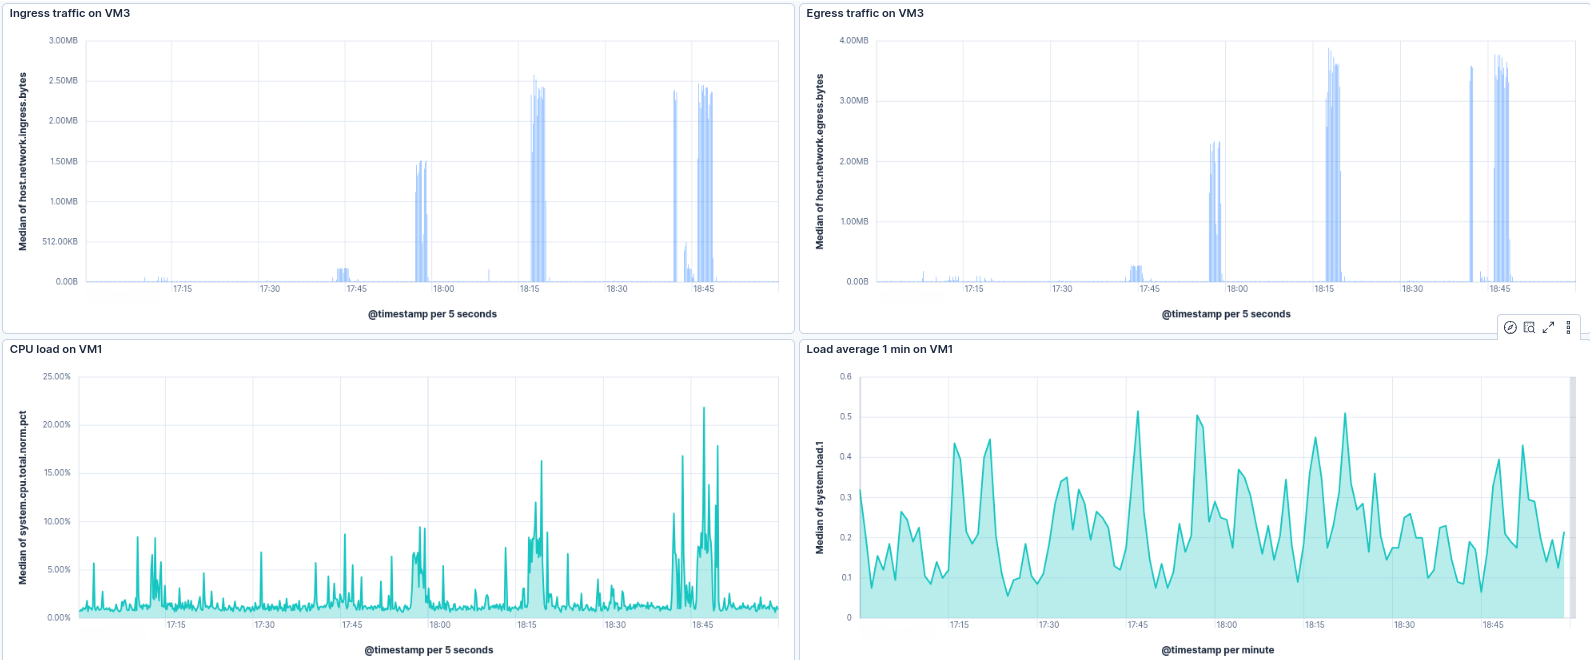 Ingress traffic on VM3
3.00MB
2.50MB
2.00MB
1.50MB
1.00MB
512.00KB
0.00B
Median of host.network.ingress.bytes
17:15 17:30 17:45 18:00 18:15 18:30 18:45
@timestamp per 5 seconds
Egress traffic on VM3
4.00MB
3.00MB
2.00MB
1.00MB
0.00B
Median of host.network.egress.bytes
17:15 17:30 17:45 18:00 18:15 18:30 18:45
@timestamp per 5 seconds
CPU load on VM1
25.00%
20.00%
15.00%
10.00%
5.00%
0.00%
Median of system.cpu.total.norm.pct
17:15 17:30 17:45 18:00 18:15 18:30 18:45
@timestamp per 5 seconds
Load average 1 min on VM1
0.6
0.5
0.4
0.3
0.2
0.1
0
Median of system.load.1
17:15 17:30 17:45 18:00 18:15 18:30 18:45
@timestamp per minute